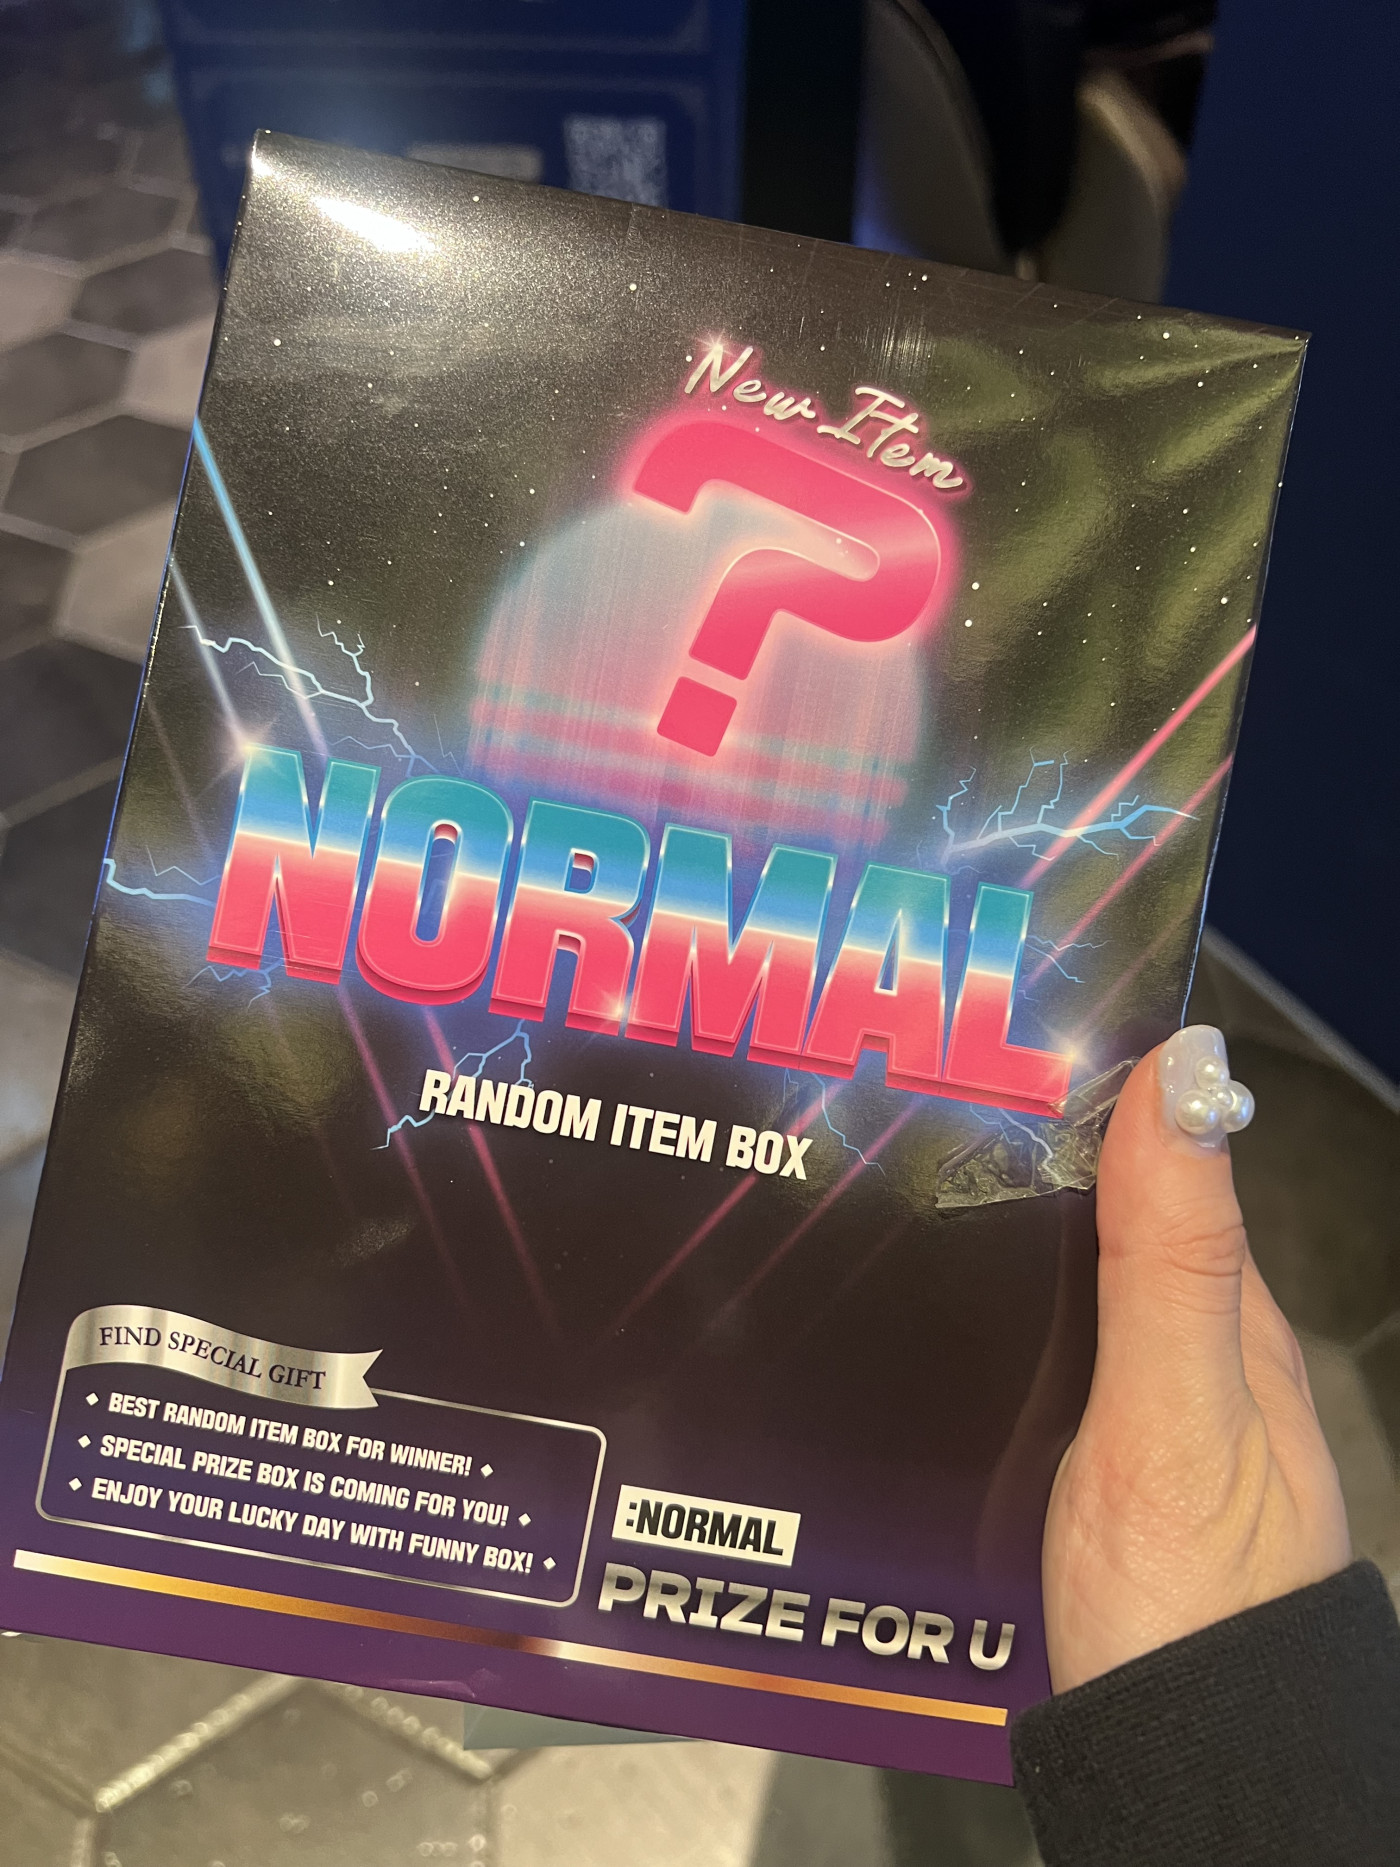 New Item
?
NORMAL
RANDOM ITEM BOX
FIND SPECIAL GIFT
◆ BEST RANDOM ITEM BOX FOR WINNER! ◆
◆ SPECIAL PRIZE BOX IS COMING FOR YOU! ◆
◆ ENJOY YOUR LUCKY DAY WITH FUNNY BOX! ◆
:NORMAL
PRIZE FOR U